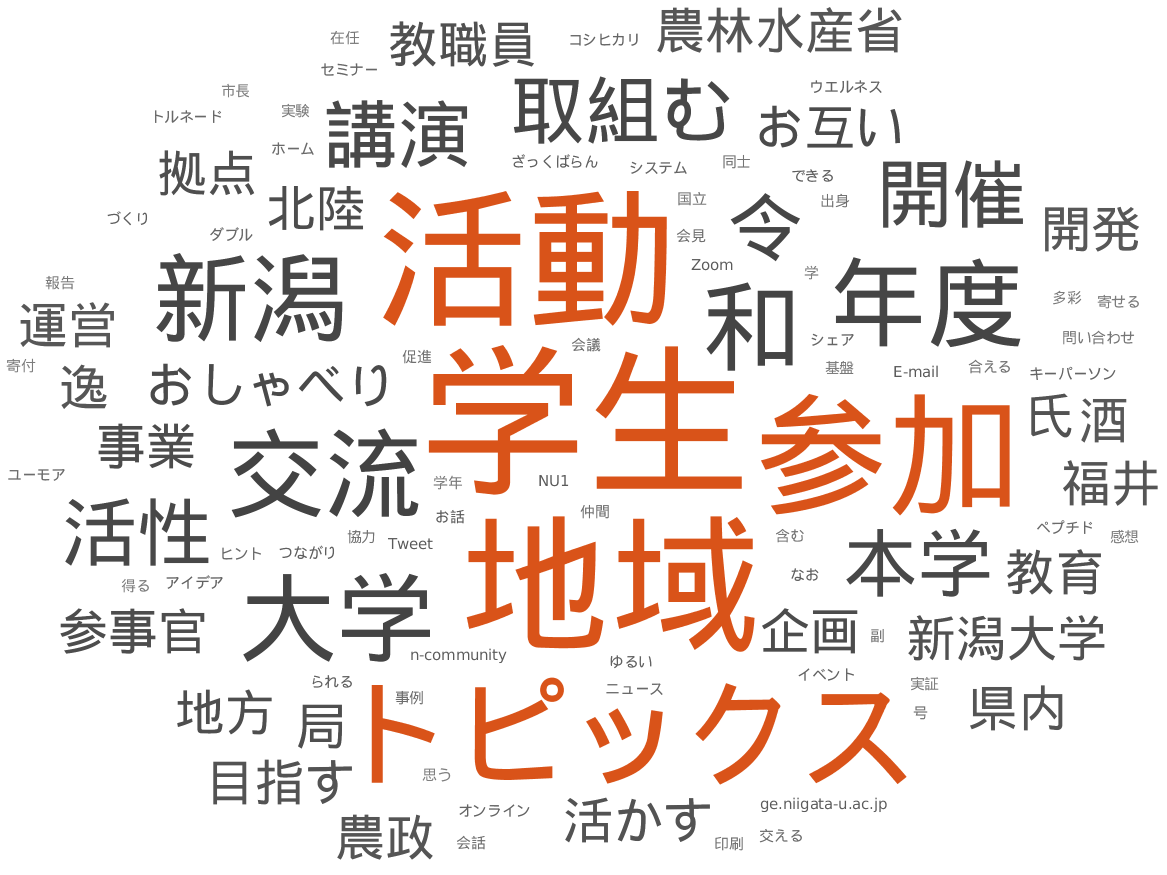 農林水産省
教職員
在任
コシヒカリ
セミナー
取組む
ウエルネス
市長
講演
お互い
実験
トルネード
ホーム
ざっくばらん
システム
同士
拠点
できる
開催
北陸
活動
国立
令
出身
開発
づくり
ダブル
会見
新潟
Zoom
学
年度
報告
和
多彩
寄せる
運営
シェア
問い合わせ
会議
促進
寄付
基盤
E-mail
合える
キーパーソン
逸
おしゃべり
学生
参加
氏
酒
事業
交流
ユーモア
学年
NU1
福井
お話
仲間
活性
協力
Tweet
含む
ペプチド
感想
ヒント
つながり
地域
本学
教育
得る
アイデア
なお
大学
参事官
企画
副
新潟大学
n-community
ゆるい
られる
ニュース
イベント
実証
事例
地方
局
トピックス
号
県内
目指す
思う
オンライン
活かす
ge.niigata-u.ac.jp
農政
会話
印刷
交える